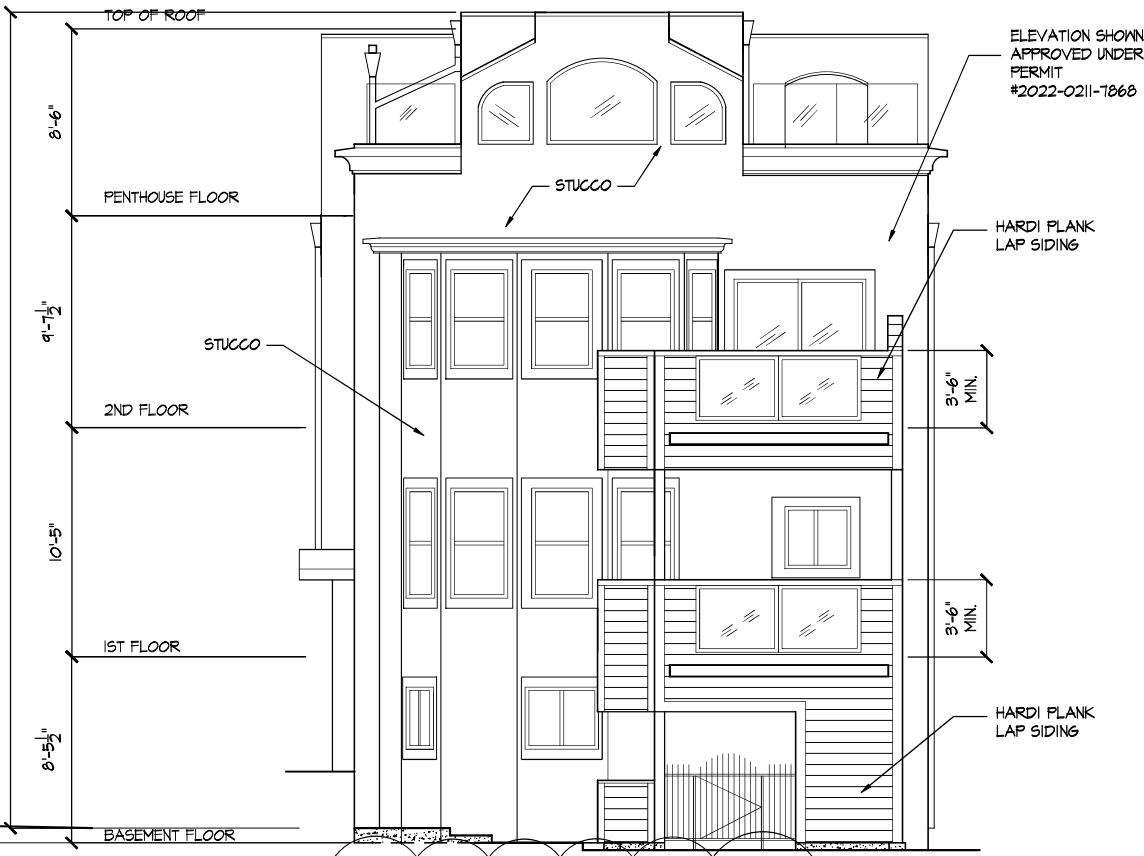 TOP OF ROOF
ELEVATION SHOWN
APPROVED UNDER
PERMIT
#2022-0211-7868
8'-6"
STUCCO
PENTHOUSE FLOOR
HARDI PLANK
LAP SIDING
9'-7½"
STUCCO
3'-6"
MIN.
2ND FLOOR
10'-5"
3'-6"
MIN.
1ST FLOOR
HARDI PLANK
LAP SIDING
8'-5½"
BASEMENT FLOOR